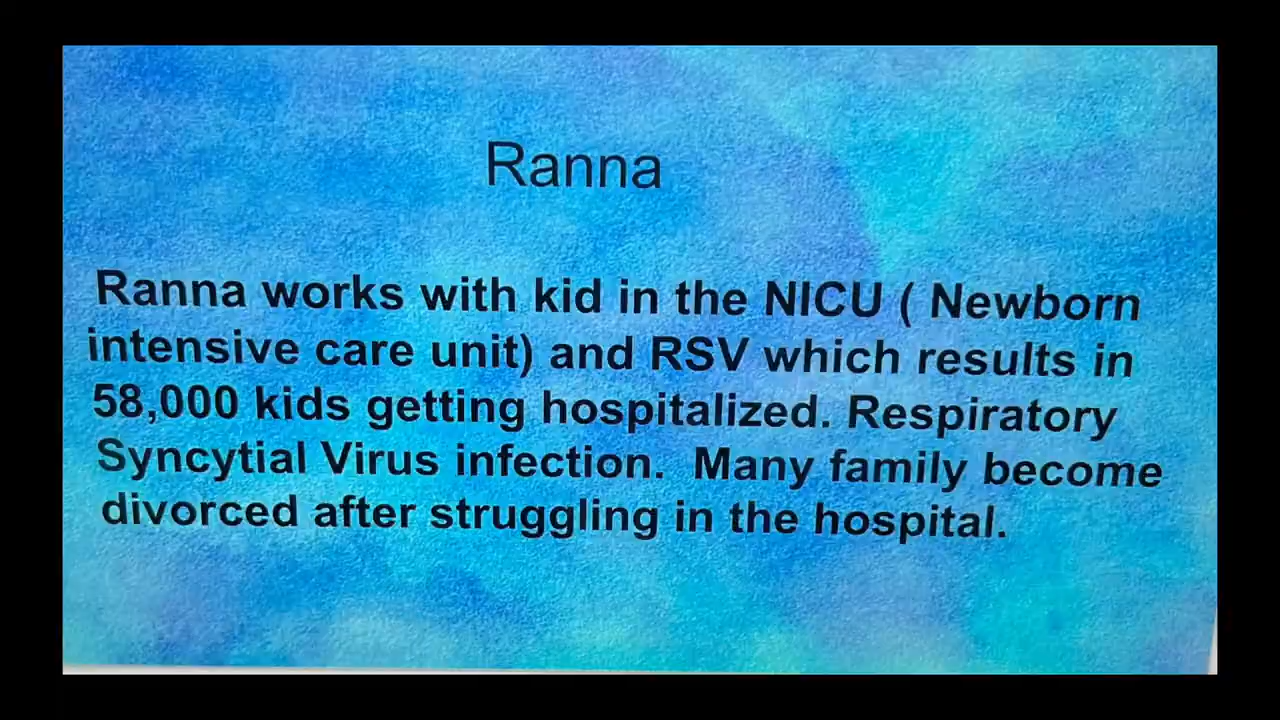 Ranna
Ranna works with kid in the NICU ( Newborn
intensive care unit) and RSV which results in
58,000 kids getting hospitalized. Respiratory
Syncytial Virus infection.  Many family become
divorced after struggling in the hospital.